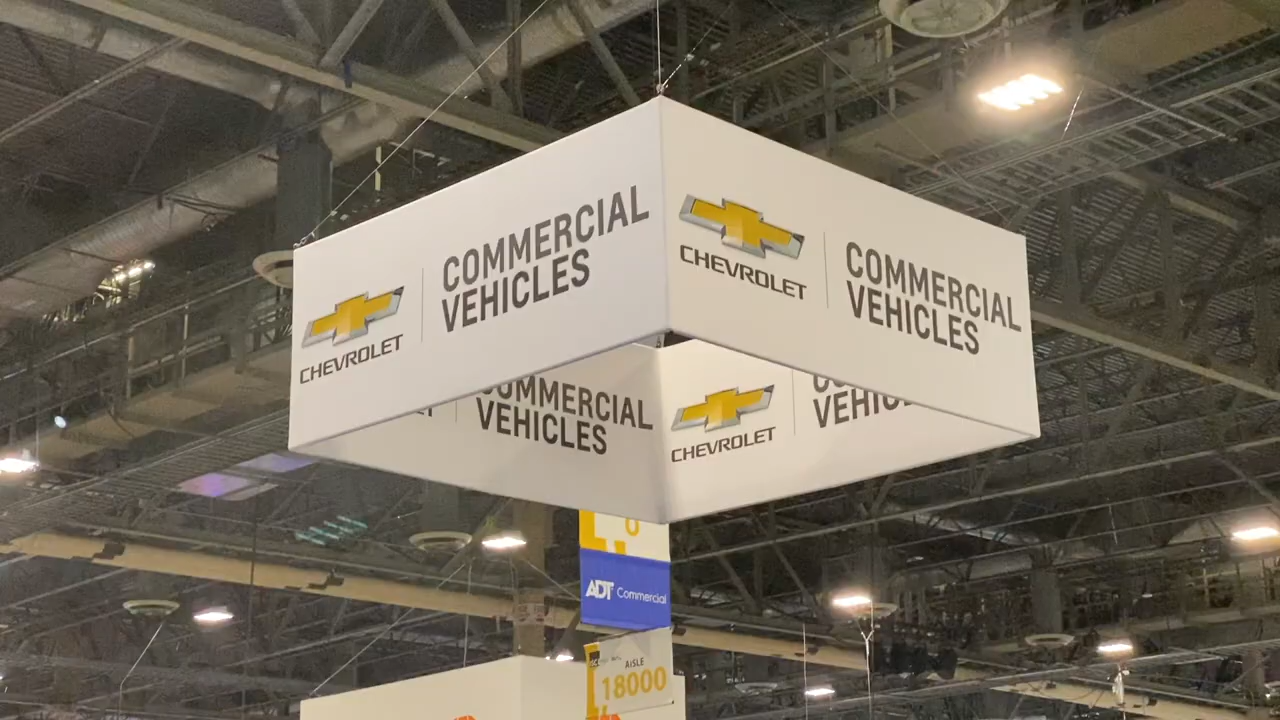 CHEVROLET
COMMERCIAL
VEHICLES
CHEVROLET
COMMERCIAL
VEHICLES
COMMERCIAL
VEHICLES
CHEVROLET
ADT Commercial
AISLE
18000